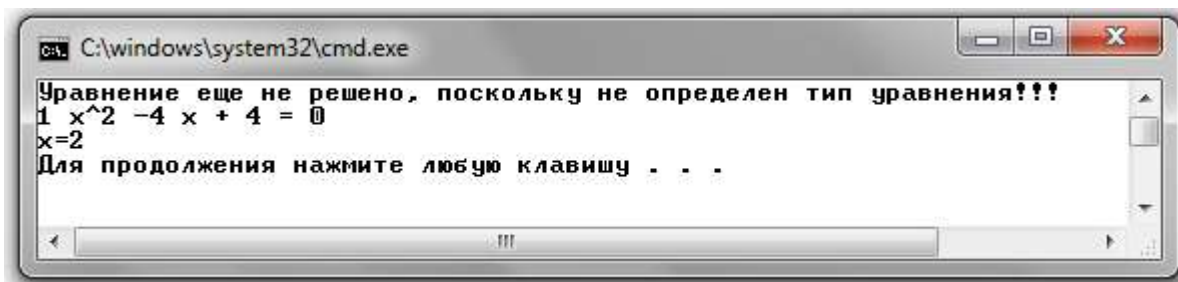 C:\windows\system32\cmd.exe
Уравнение еще не решено, поскольку не определен тип уравнения!!!
1 x^2 -4 x + 4 = 0
x=2
Для продолжения нажмите любую клавишу . . .